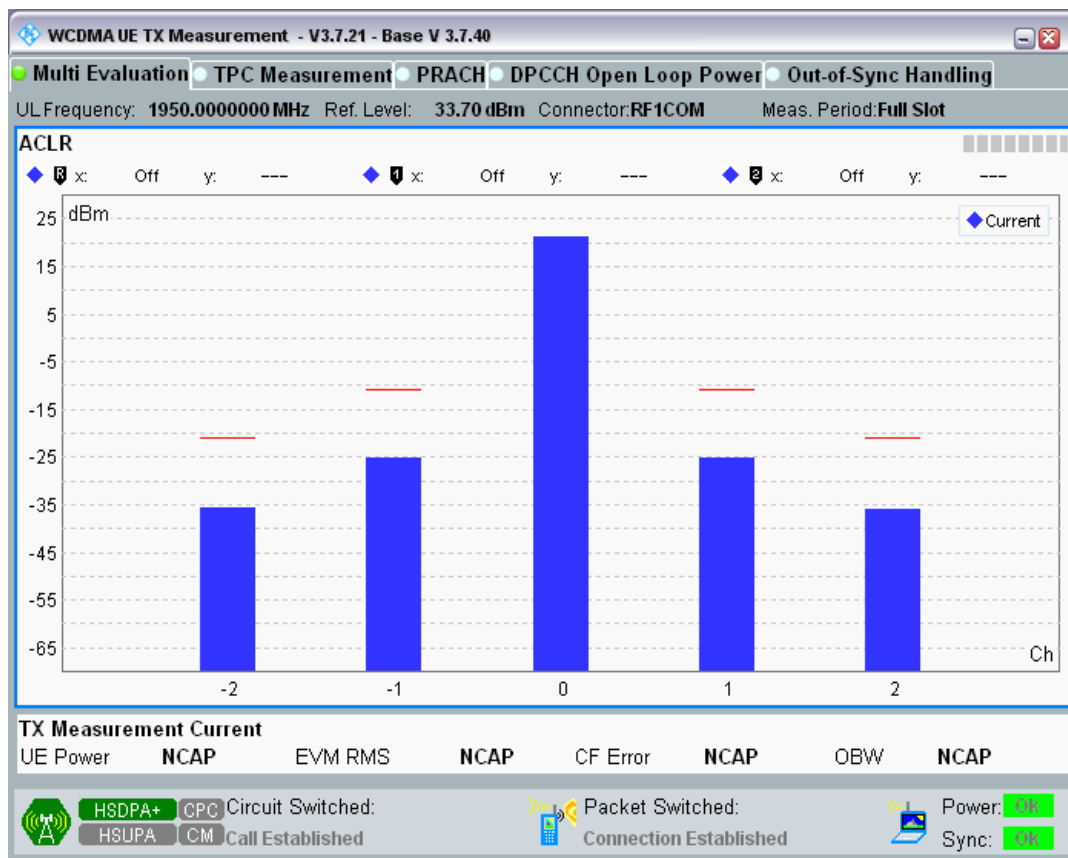 WCDMA UE TX Measurement - V3.7.21 - Base V 3.7.40
Multi Evaluation TPC Measurement PRACH DPCCH Open Loop Power Out-of-Sync Handling
UL Frequency: 1950.0000000 MHz Ref. Level: 33.70 dBm Connector:RF1COM Meas. Period:Full Slot
ACLR
R x: Off y: --- 1 x: Off y: --- 2 x: Off y: ---
dBm
Current
25
15
5
-5
-15
-25
-35
-45
-55
-65
Ch
-2 -1 0 1 2
TX Measurement Current
UE Power NCAP EVM RMS NCAP CF Error NCAP OBW NCAP
HSDPA+ CPC Circuit Switched: Packet Switched: Power: OK
HSUPA CM Call Established Connection Established Sync: OK